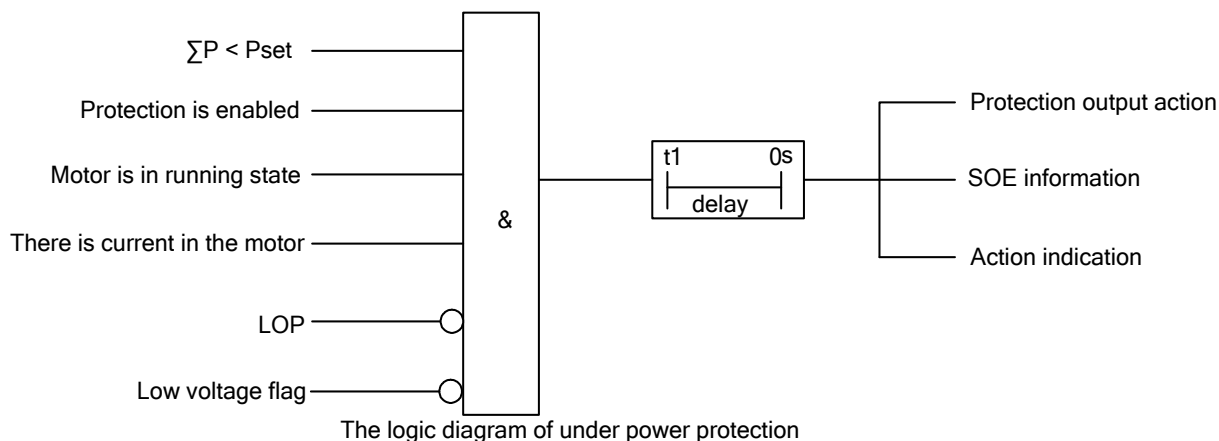 ∑P < Pset
Protection is enabled
Motor is in running state
There is current in the motor
LOP
Low voltage flag
&
t1 0s
delay
Protection output action
SOE information
Action indication
The logic diagram of under power protection